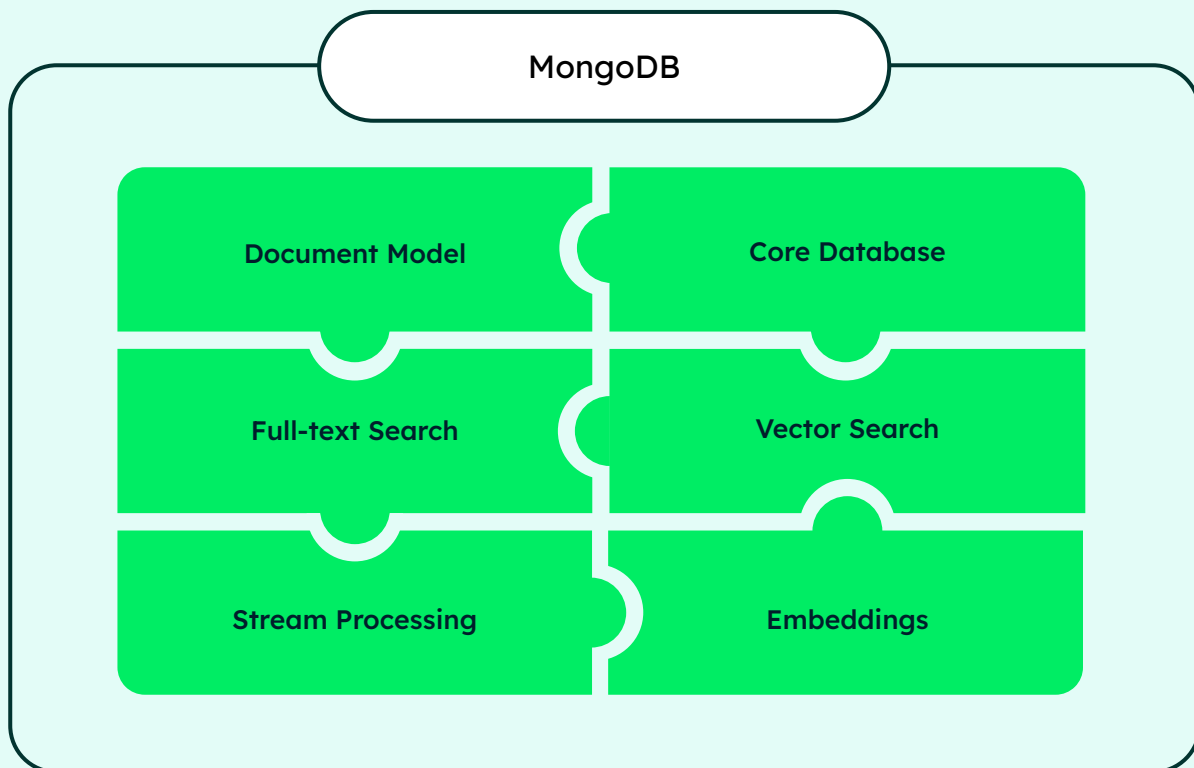 MongoDB
Document Model
Core Database
Full-text Search
Vector Search
Stream Processing
Embeddings